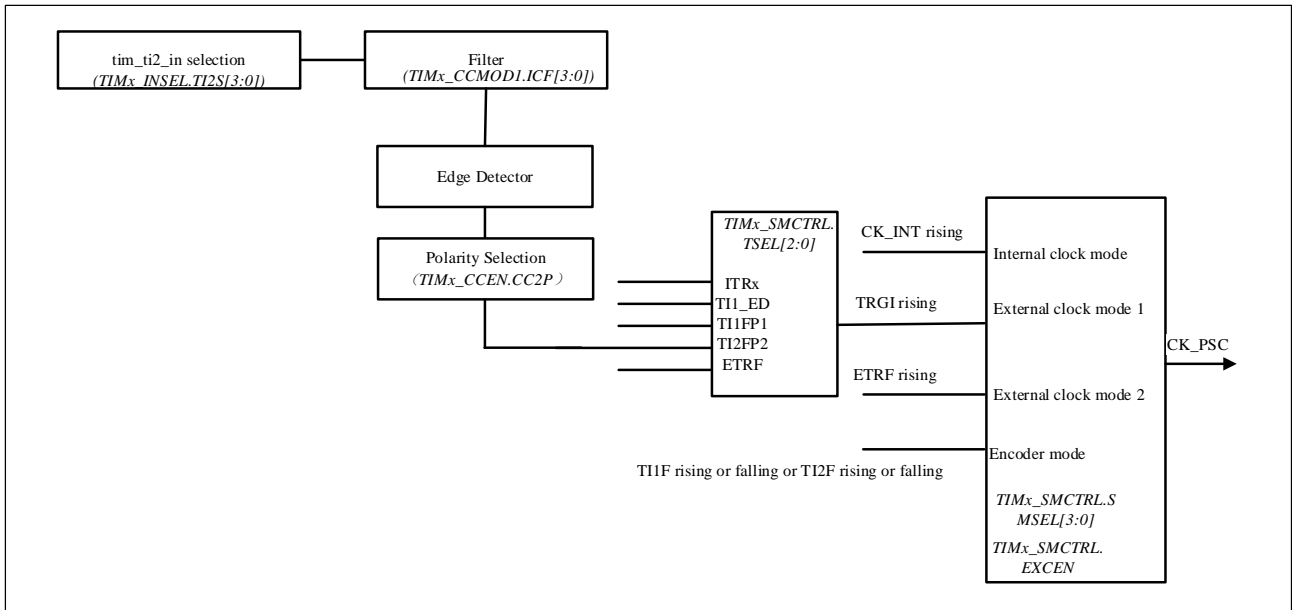 tim_ti2_in selection
(TIMx_INSEL.TI2S[3:0])
Filter
(TIMx_CCMOD1.ICF[3:0])
Edge Detector
Polarity Selection
（TIMx_CCEN.CC2P）
TIMx_SMCTRL.
TSEL[2:0]
ITRx
TI1_ED
TI1FP1
TI2FP2
ETRF
CK_INT rising
TRGI rising
ETRF rising
TI1F rising or falling or TI2F rising or falling
Internal clock mode
External clock mode 1
External clock mode 2
Encoder mode
TIMx_SMCTRL.S
MSEL[3:0]
TIMx_SMCTRL.
EXCEN
CK_PSC